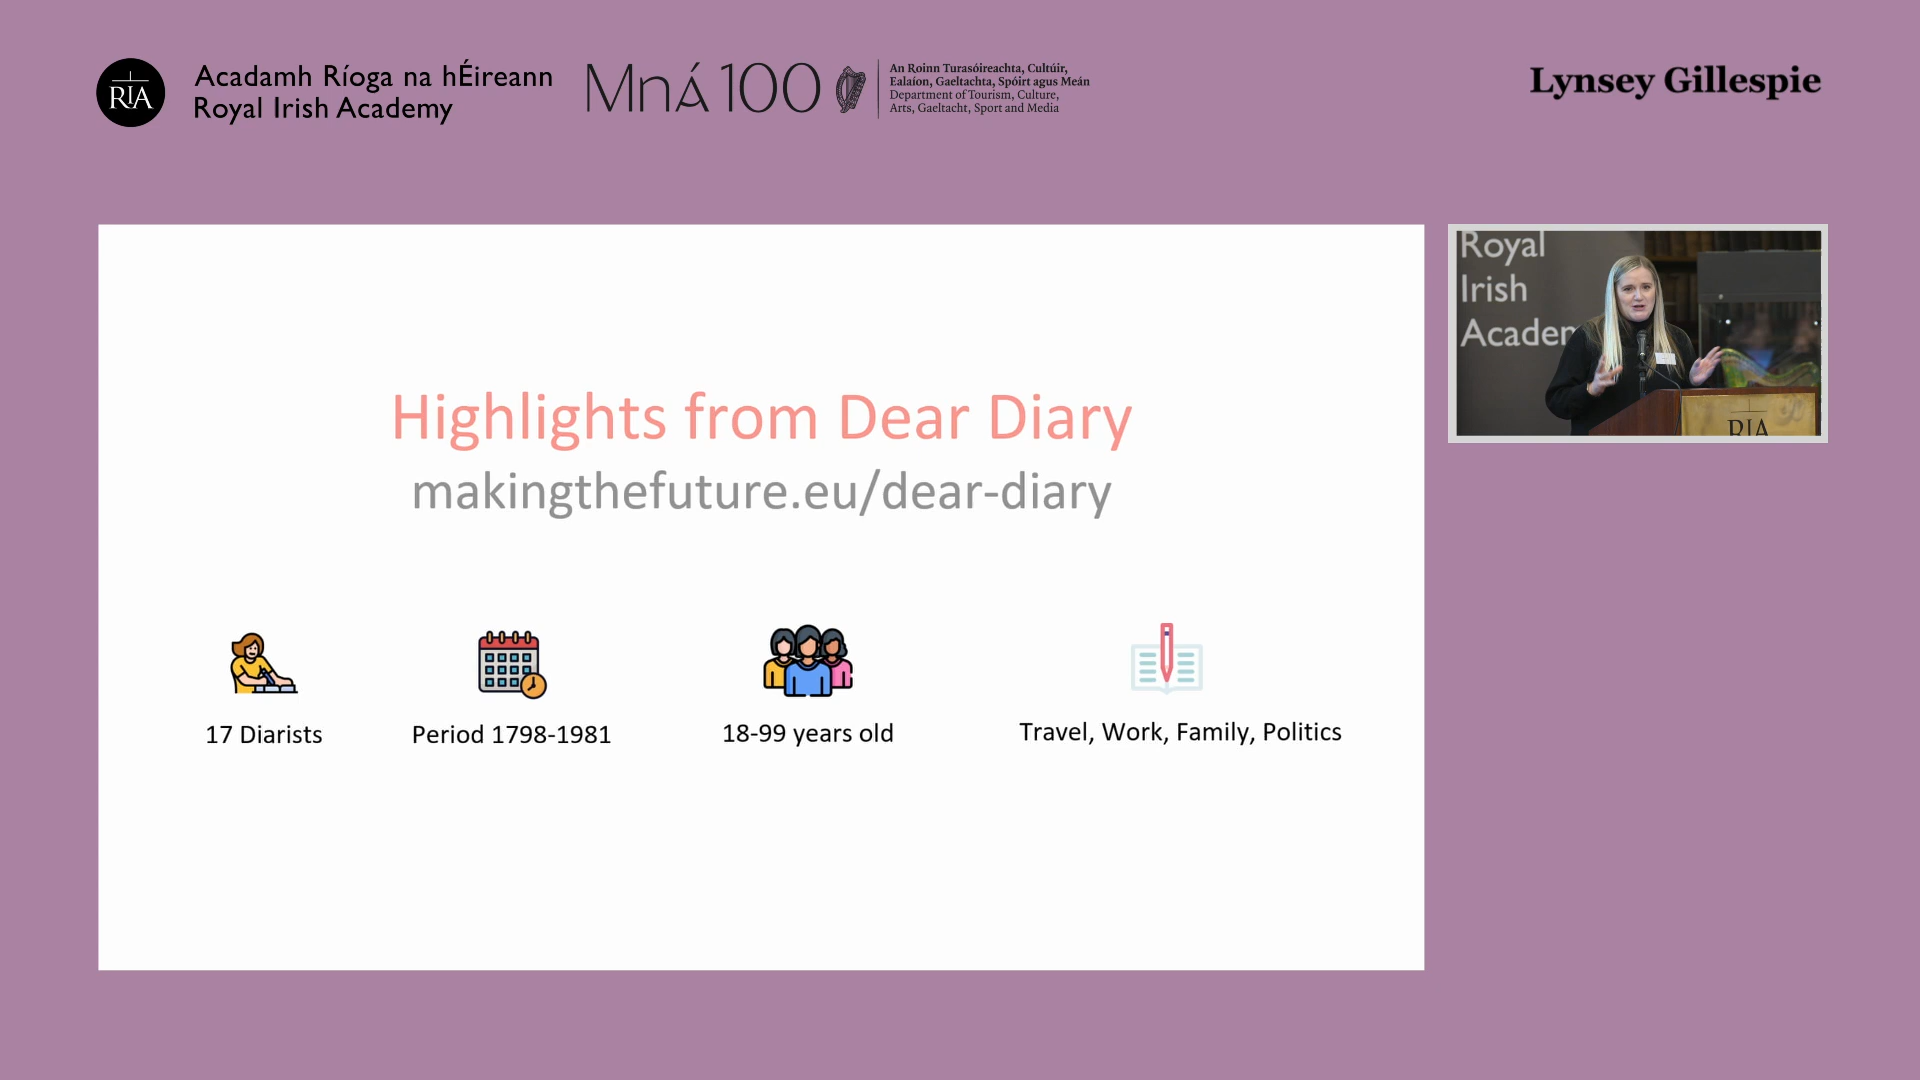 RIA
Acadamh Ríoga na hÉireann
Royal Irish Academy
Mná 100
An Roinn Turasóireachta, Cultúir,
Ealaíon, Gaeltachta, Spóirt agus Meán
Department of Tourism, Culture,
Arts, Gaeltacht, Sport and Media
Lynsey Gillespie
Highlights from Dear Diary
makingthefuture.eu/dear-diary
17 Diarists
Period 1798-1981
18-99 years old
Travel, Work, Family, Politics
Royal
Irish
Academ
RIA